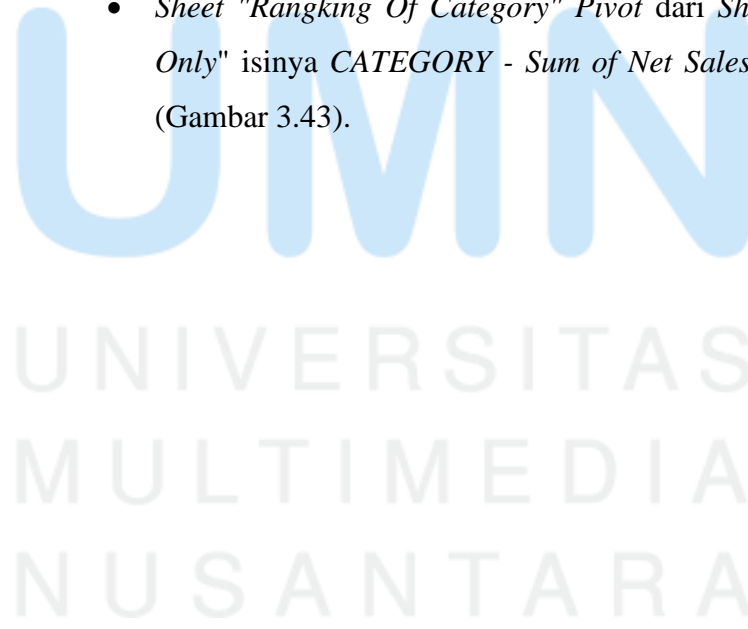 • Sheet "Rangking Of Category" Pivot dari Sh
Only" isinya CATEGORY - Sum of Net Sales
(Gambar 3.43).
UMN
UNIVERSITAS
MULTIMEDIA
NUSANTARA